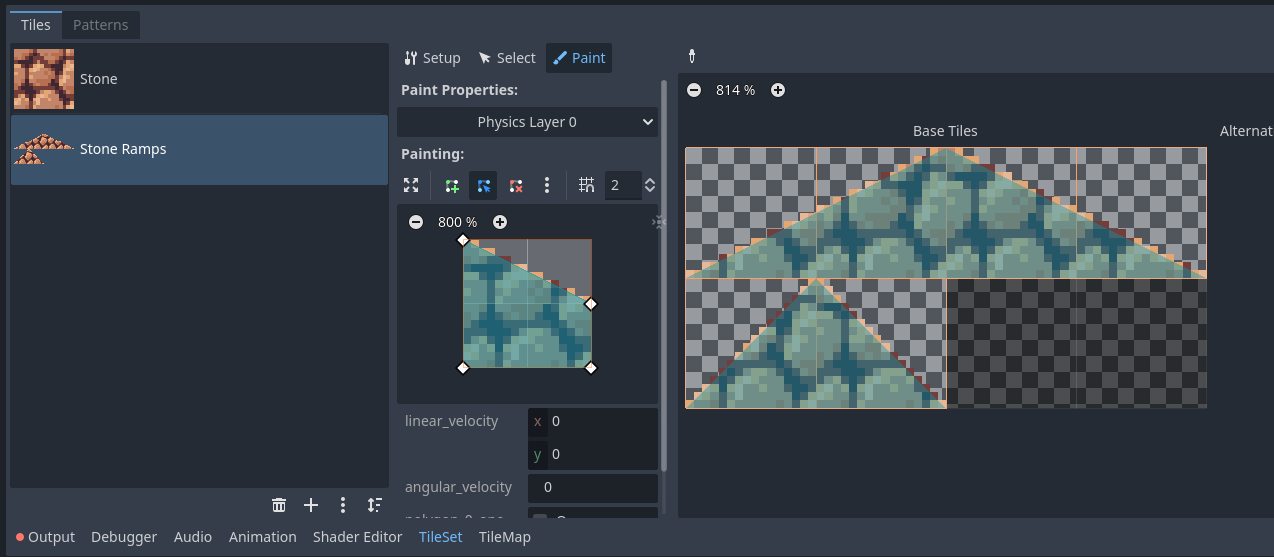 Tiles Patterns
Stone
Stone Ramps
Setup Select Paint
Paint Properties:
Physics Layer 0
Painting:
2
800 %
linear_velocity x 0
y 0
angular_velocity 0
814 %
Base Tiles Alternat
Output Debugger Audio Animation Shader Editor TileSet TileMap